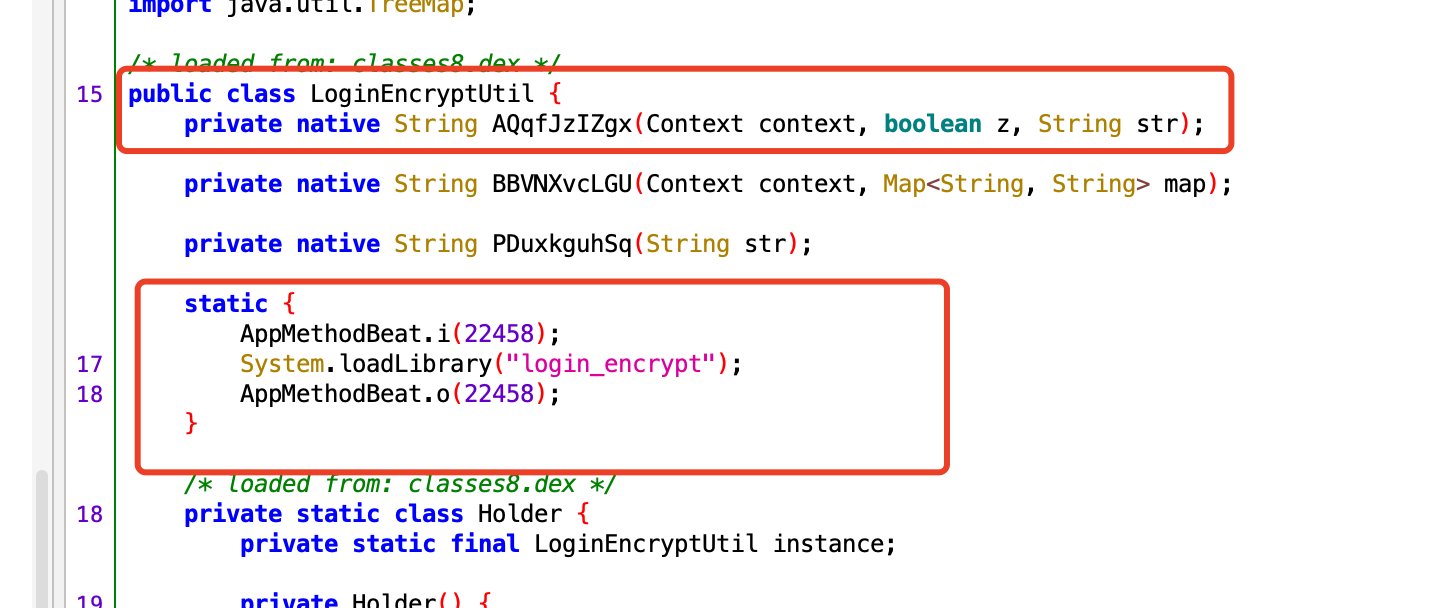 import java.util.TreeMap;
/* loaded from: classes8.dex */
15 public class LoginEncryptUtil {
private native String AQqfJzIZgx(Context context, boolean z, String str);
private native String BBVNXvcLGU(Context context, Map<String, String> map);
private native String PDuxkguhSq(String str);
static {
AppMethodBeat.i(22458);
17 System.loadLibrary("login_encrypt");
18 AppMethodBeat.o(22458);
}
/* loaded from: classes8.dex */
18 private static class Holder {
private static final LoginEncryptUtil instance;
19 private Holder() {